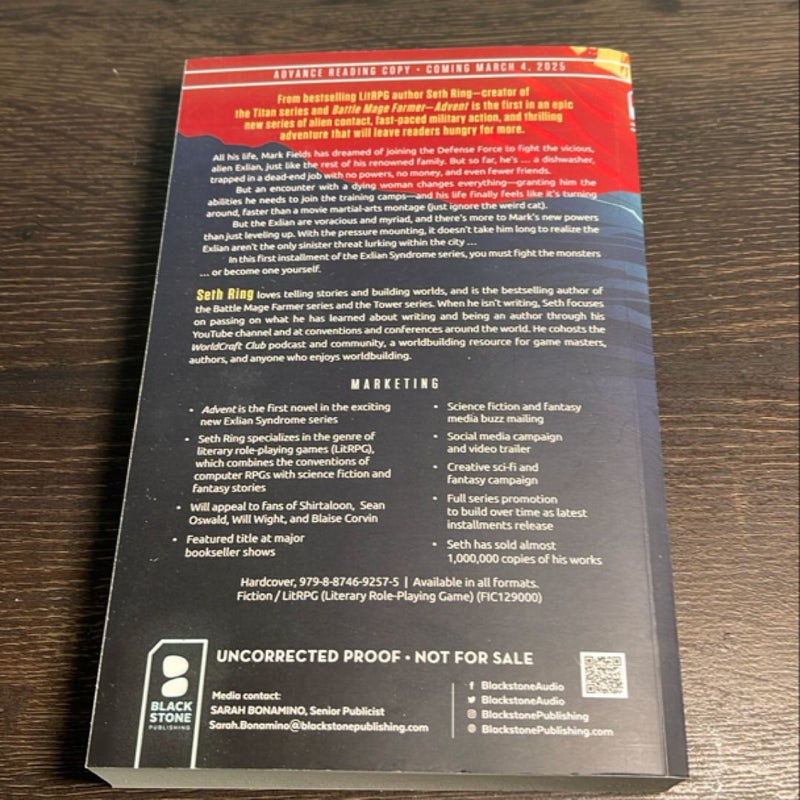 ADVANCE READING COPY • COMING MARCH 4, 2025
From bestselling LitRPG author Seth Ring—creator of
the Titan series and Battle Mage Farmer—Advent is the first in an epic
new series of alien contact, fast-paced military action, and thrilling
adventure that will leave readers hungry for more.
All his life, Mark Fields has dreamed of joining the Defense Force to fight the vicious,
alien Exlian, just like the rest of his renowned family. But so far, he's ... a dishwasher,
trapped in a dead-end job with no powers, no money, and even fewer friends.
But an encounter with a dying woman changes everything—granting him the
abilities he needs to join the training camps—and his life finally feels like it's turning
around, faster than a movie martial-arts montage (just ignore the weird cat).
But the Exlian are voracious and myriad, and there's more to Mark's new powers
than just leveling up. With the pressure mounting, it doesn't take him long to realize the
Exlian aren't the only sinister threat lurking within the city ...
In this first installment of the Exlian Syndrome series, you must fight the monsters
... or become one yourself.
Seth Ring loves telling stories and building worlds, and is the bestselling author of
the Battle Mage Farmer series and the Tower series. When he isn't writing, Seth focuses
on passing on what he has learned about writing and being an author through his
YouTube channel and at conventions and conferences around the world. He cohosts the
WorldCraft Club podcast and community, a worldbuilding resource for game masters,
authors, and anyone who enjoys worldbuilding.
MARKETING
• Advent is the first novel in the exciting
new Exlian Syndrome series
• Seth Ring specializes in the genre of
literary role-playing games (LitRPG),
which combines the conventions of
computer RPGs with science fiction and
fantasy stories
• Will appeal to fans of Shirtaloon, Sean
Oswald, Will Wight, and Blaise Corvin
• Featured title at major
bookseller shows
• Science fiction and fantasy
media buzz mailing
• Social media campaign
and video trailer
• Creative sci-fi and
fantasy campaign
• Full series promotion
to build over time as latest
installments release
• Seth has sold almost
1,000,000 copies of his works
Hardcover, 979-8-8746-9257-5 | Available in all formats.
Fiction / LitRPG (Literary Role-Playing Game) (FIC129000)
UNCORRECTED PROOF • NOT FOR SALE
BLACK
STONE
PUBLISHING
Media contact:
SARAH BONAMINO, Senior Publicist
Sarah.Bonamino@blackstonepublishing.com
BlackstoneAudio
BlackstoneAudio
BlackstonePublishing
BlackstonePublishing.com